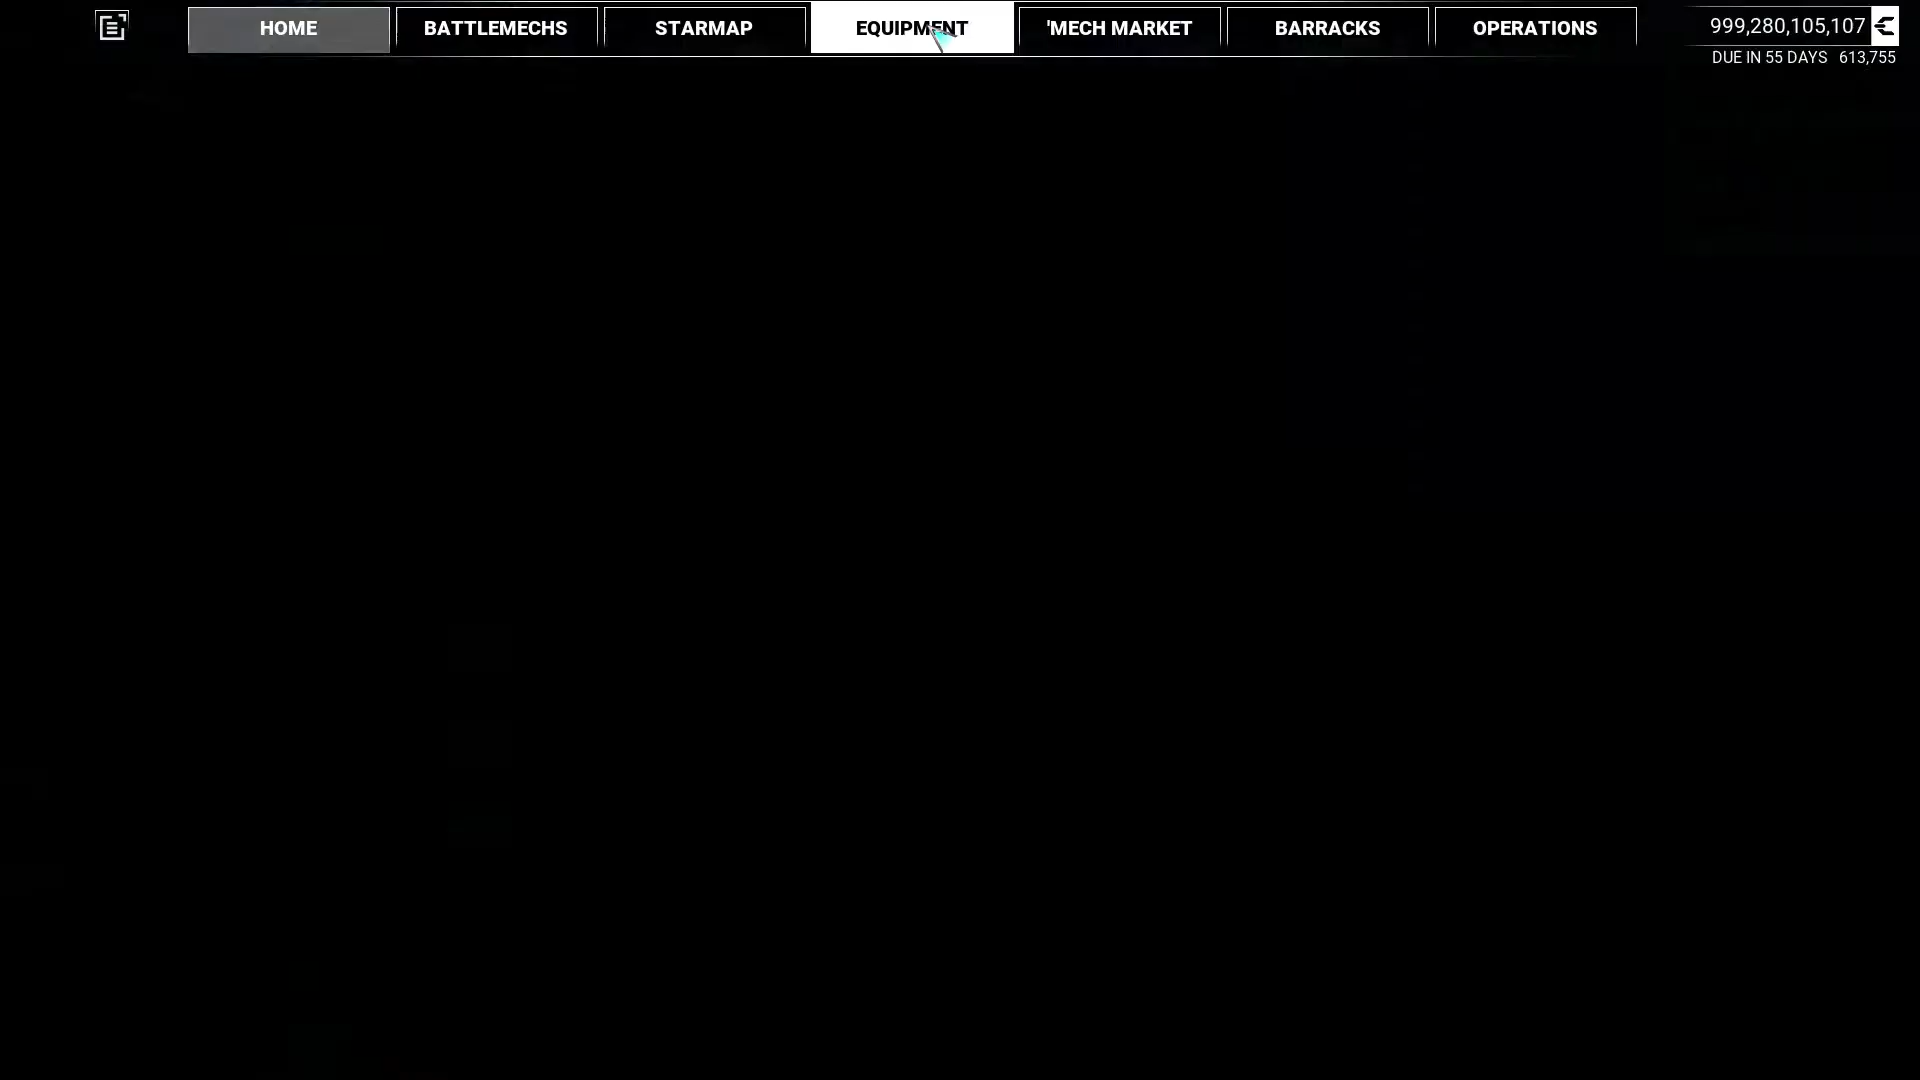 HOME BATTLEMECHS STARMAP EQUIPMENT 'MECH MARKET BARRACKS OPERATIONS 999,280,105,107
DUE IN 55 DAYS 613,755